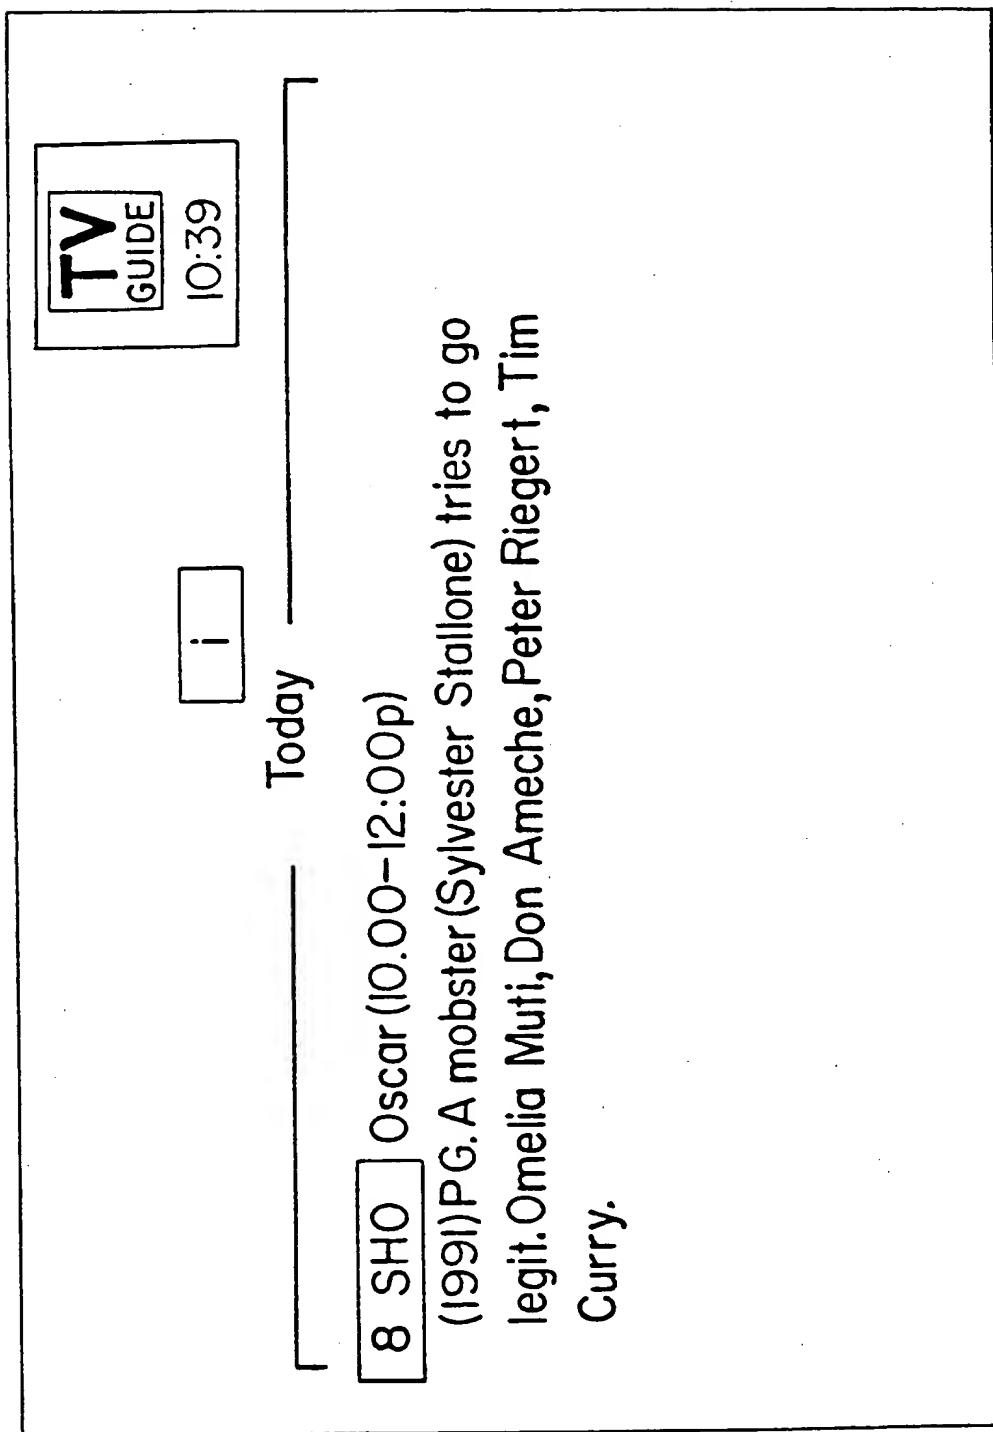 TV
GUIDE
10:39
i
Today
8 SHO Oscar (10.00-12:00p)
(1991) PG. A mobster (Sylvester Stallone) tries to go
legit. Omelia Muti, Don Ameche, Peter Riegert, Tim
Curry.